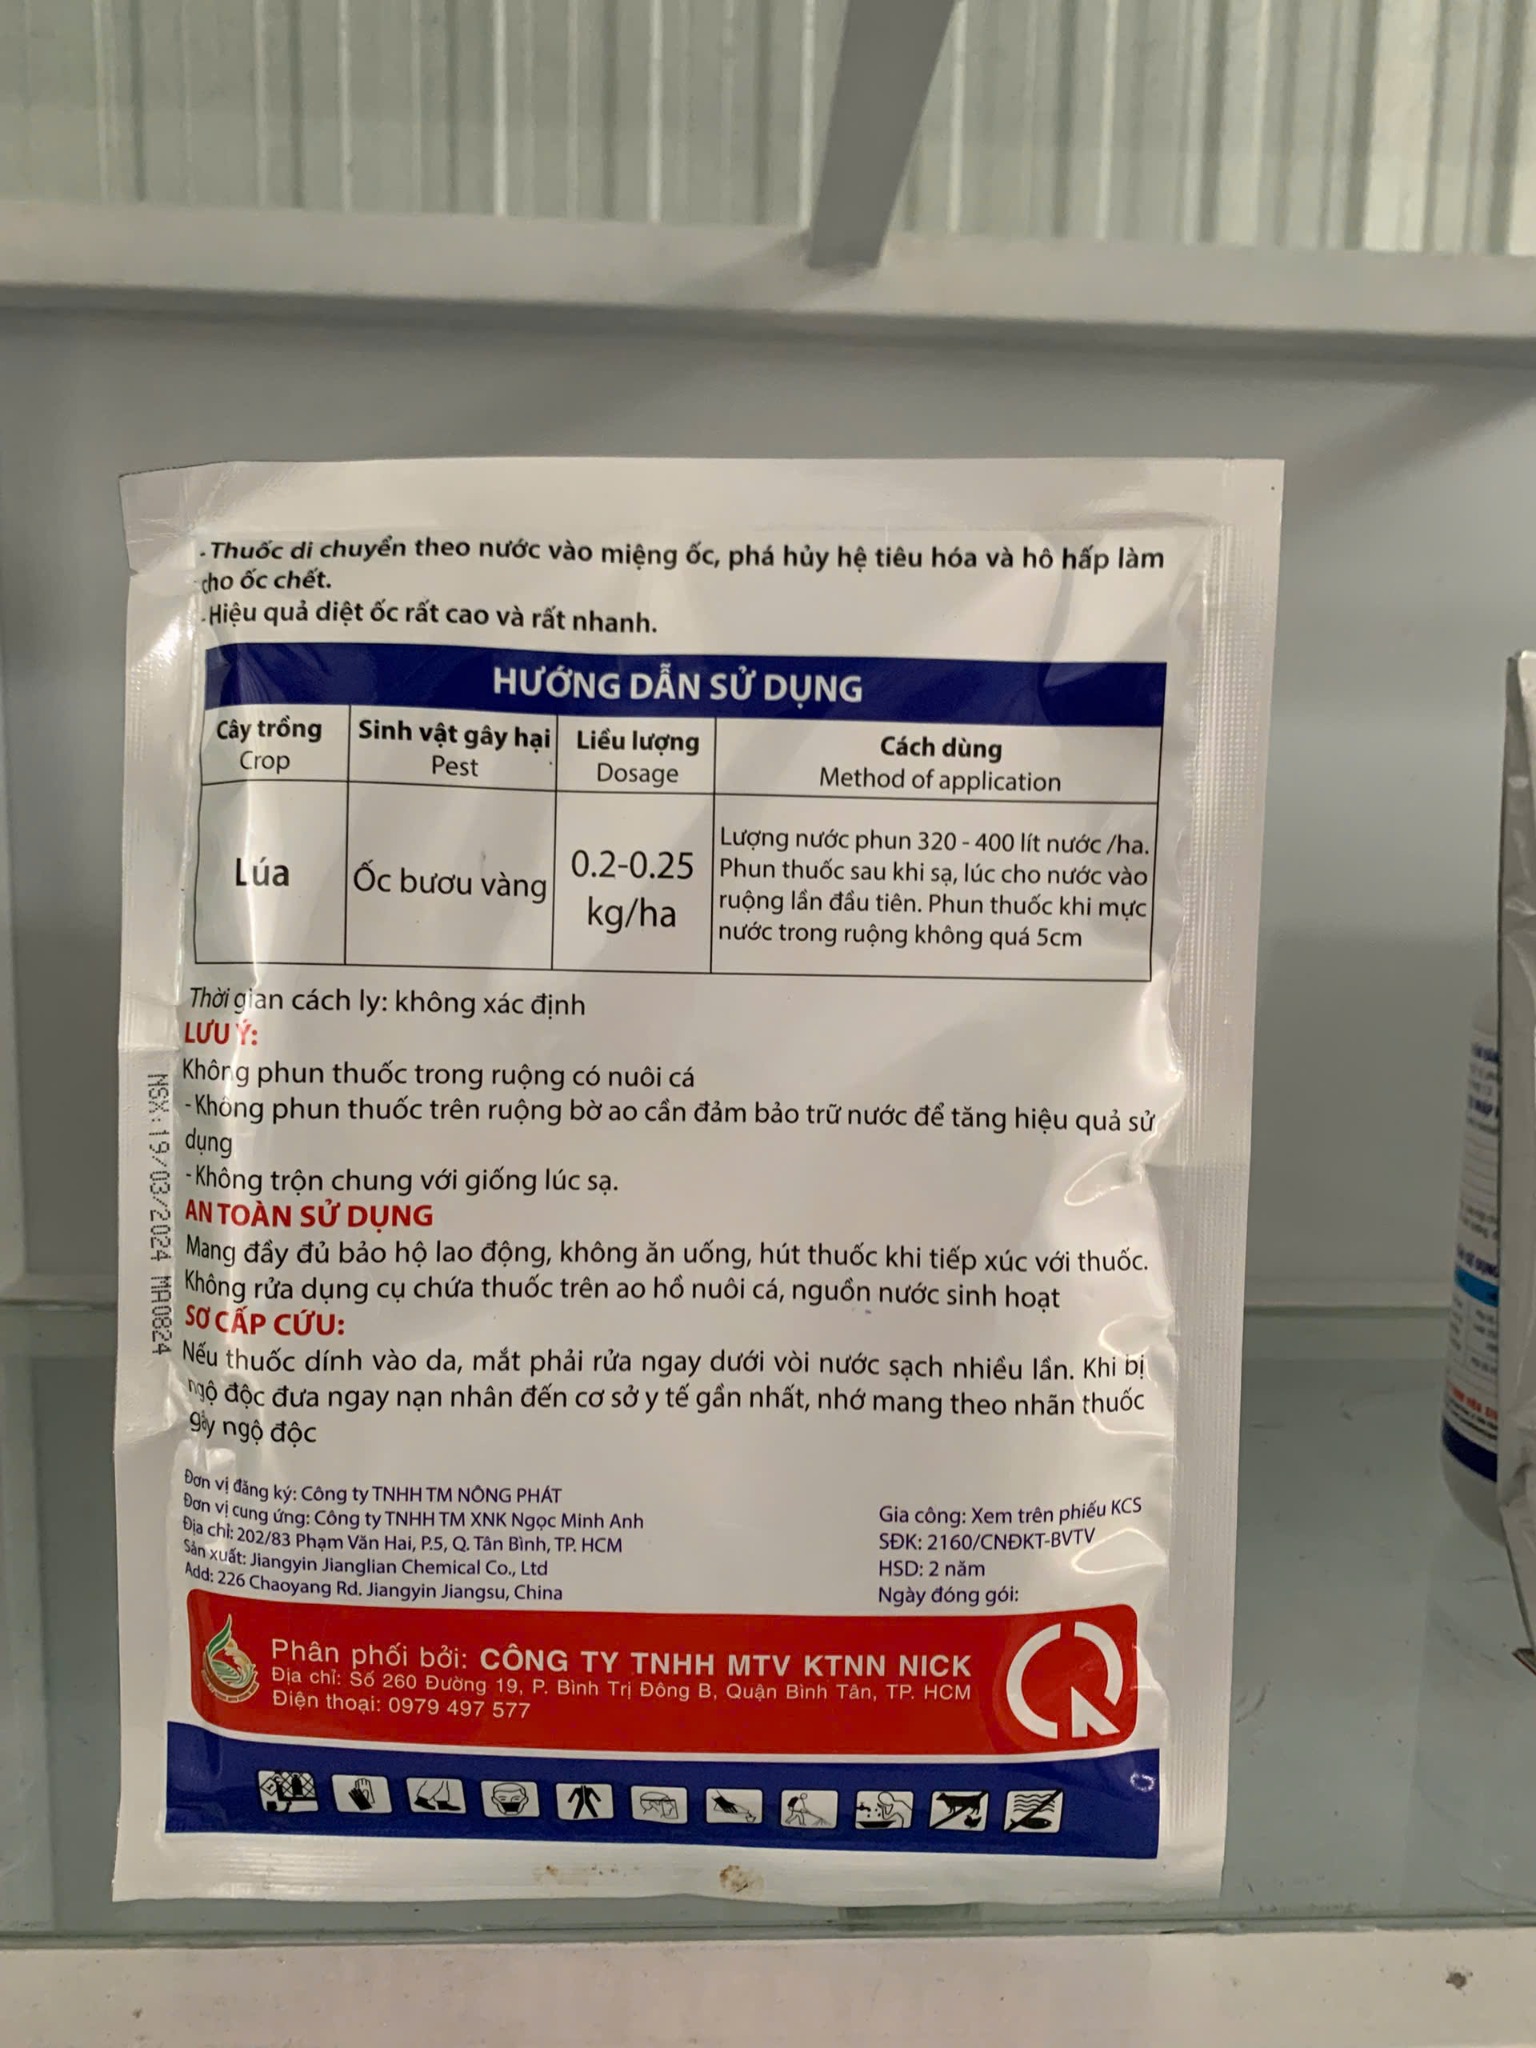 - Thuốc di chuyển theo nước vào miệng ốc, phá hủy hệ tiêu hóa và hô hấp làm
cho ốc chết.
- Hiệu quả diệt ốc rất cao và rất nhanh.
HƯỚNG DẪN SỬ DỤNG
Cây trồng
Crop
Sinh vật gây hại
Pest
Liều lượng
Dosage
Cách dùng
Method of application
Lúa
Ốc bươu vàng
0.2-0.25
kg/ha
Lượng nước phun 320 - 400 lít nước /ha.
Phun thuốc sau khi sạ, lúc cho nước vào
ruộng lần đầu tiên. Phun thuốc khi mực
nước trong ruộng không quá 5cm
Thời gian cách ly: không xác định
LƯU Ý:
Không phun thuốc trong ruộng có nuôi cá
- Không phun thuốc trên ruộng bờ ao cần đảm bảo trữ nước để tăng hiệu quả sử
dụng
- Không trộn chung với giống lúc sạ.
AN TOÀN SỬ DỤNG
Mang đầy đủ bảo hộ lao động, không ăn uống, hút thuốc khi tiếp xúc với thuốc.
Không rửa dụng cụ chứa thuốc trên ao hồ nuôi cá, nguồn nước sinh hoạt
SƠ CẤP CỨU:
Nếu thuốc dính vào da, mắt phải rửa ngay dưới vòi nước sạch nhiều lần. Khi bị
ngộ độc đưa ngay nạn nhân đến cơ sở y tế gần nhất, nhớ mang theo nhãn thuốc
gây ngộ độc
NSX: 19/03/2024 MA0824
Đơn vị đăng ký: Công ty TNHH TM NÔNG PHÁT
Đơn vị cung ứng: Công ty TNHH TM XNK Ngọc Minh Anh
Địa chỉ: 202/83 Phạm Văn Hai, P.5, Q. Tân Bình, TP. HCM
Sản xuất: Jiangyin Jianglian Chemical Co., Ltd
Add: 226 Chaoyang Rd. Jiangyin Jiangsu, China
Gia công: Xem trên phiếu KCS
SĐK: 2160/CNĐKT-BVTV
HSD: 2 năm
Ngày đóng gói:
Phân phối bởi: CÔNG TY TNHH MTV KTNN NICK
Địa chỉ: Số 260 Đường 19, P. Bình Trị Đông B, Quận Bình Tân, TP. HCM
Điện thoại: 0979 497 577